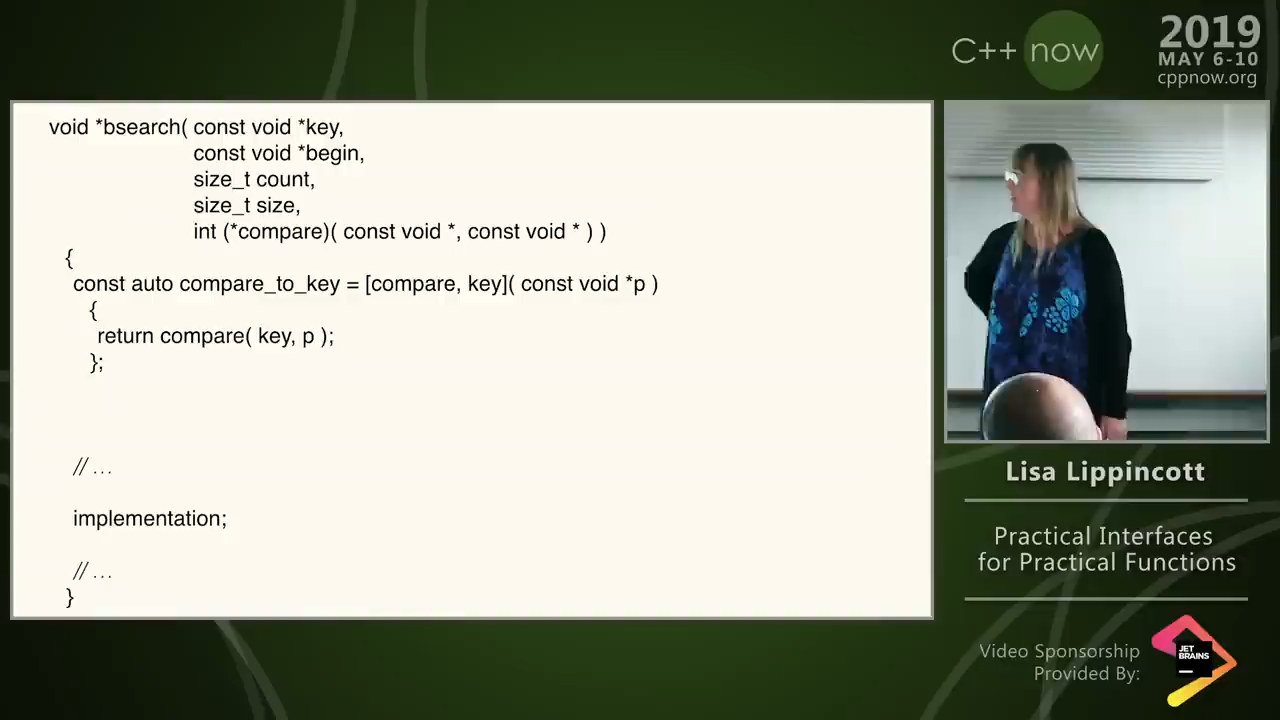 C++ now
2019
MAY 6-10
cppnow.org
void *bsearch( const void *key,
const void *begin,
size_t count,
size_t size,
int (*compare)( const void *, const void * ) )
{
const auto compare_to_key = [compare, key]( const void *p )
{
return compare( key, p );
};
// …
implementation;
// …
}
Lisa Lippincott
Practical Interfaces
for Practical Functions
Video Sponsorship
Provided By:
JET
BRAINS